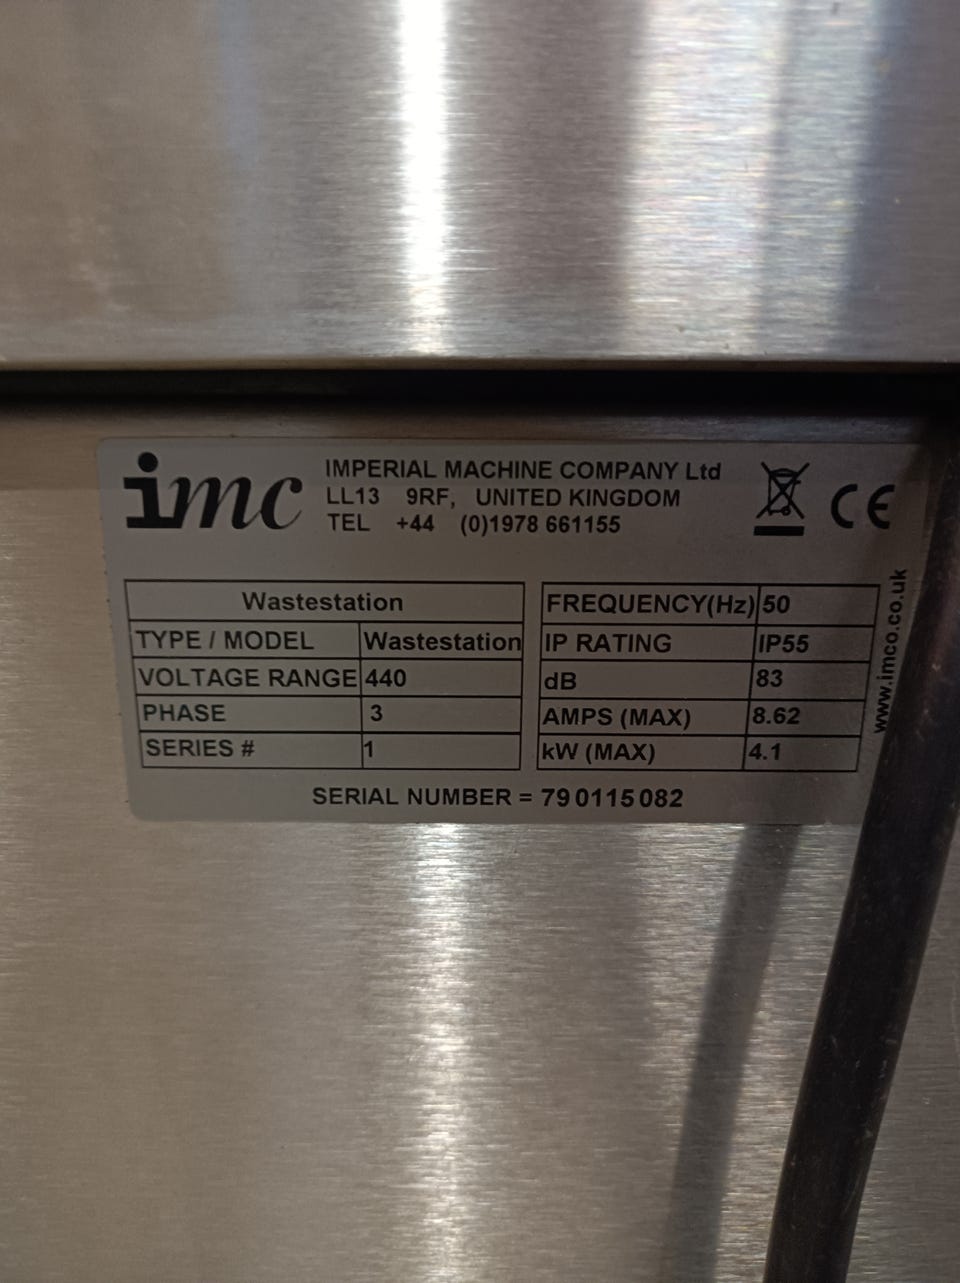 imc
IMPERIAL MACHINE COMPANY Ltd
LL13 9RF, UNITED KINGDOM
TEL +44 (0)1978 661155
Wastestation
TYPE / MODEL Wastestation
VOLTAGE RANGE 440
PHASE 3
SERIES # 1
FREQUENCY(Hz) 50
IP RATING IP55
dB 83
AMPS (MAX) 8.62
kW (MAX) 4.1
CE
www.imco.co.uk
SERIAL NUMBER = 790115082